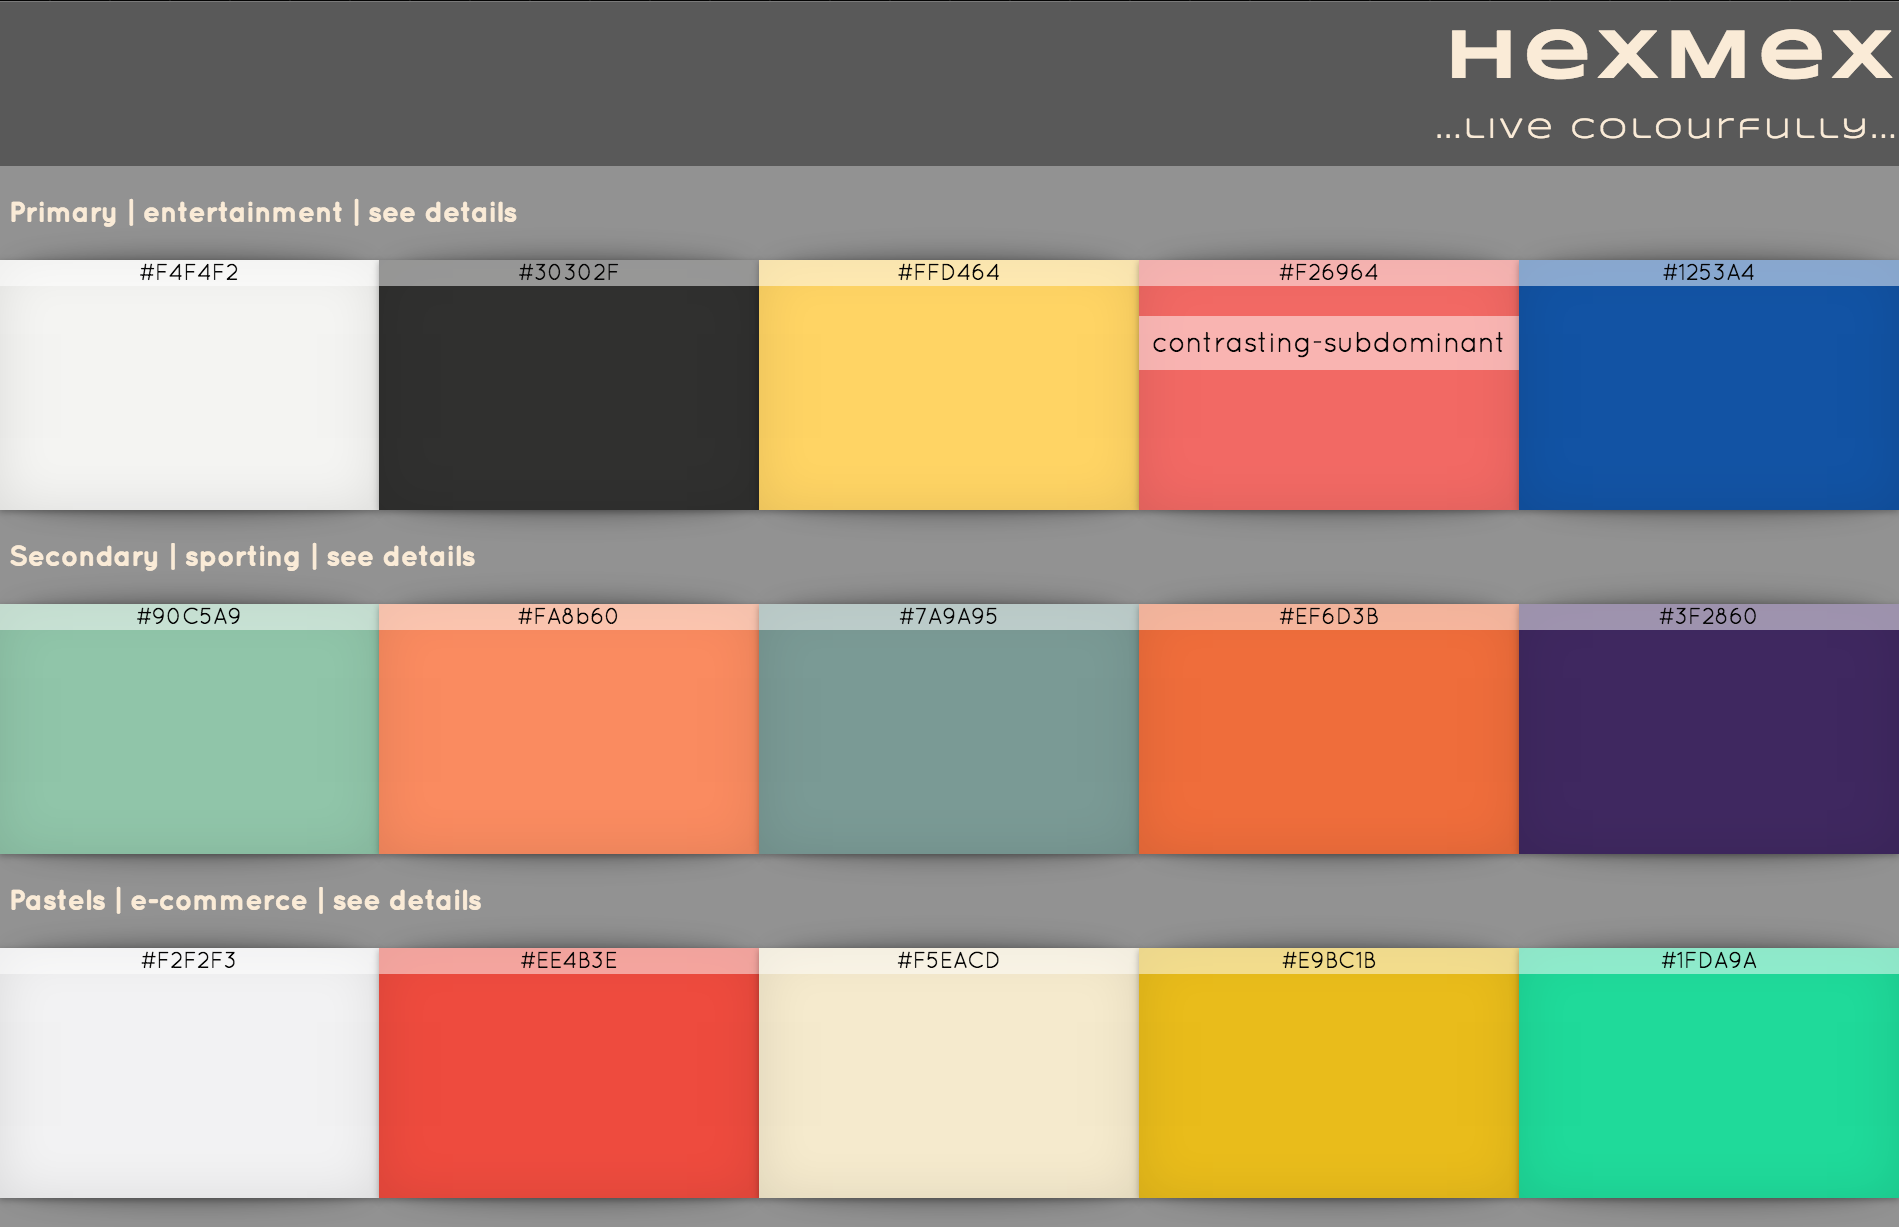 HexMex
...Live Colourfully...
Primary | entertainment | see details
#F4F4F2 #30302F #FFD464 #F26964 #1253A4
contrasting-subdominant
Secondary | sporting | see details
#90C5A9 #FA8b60 #7A9A95 #EF6D3B #3F2860
Pastels | e-commerce | see details
#F2F2F3 #EE4B3E #F5EACD #E9BC1B #1FDA9A